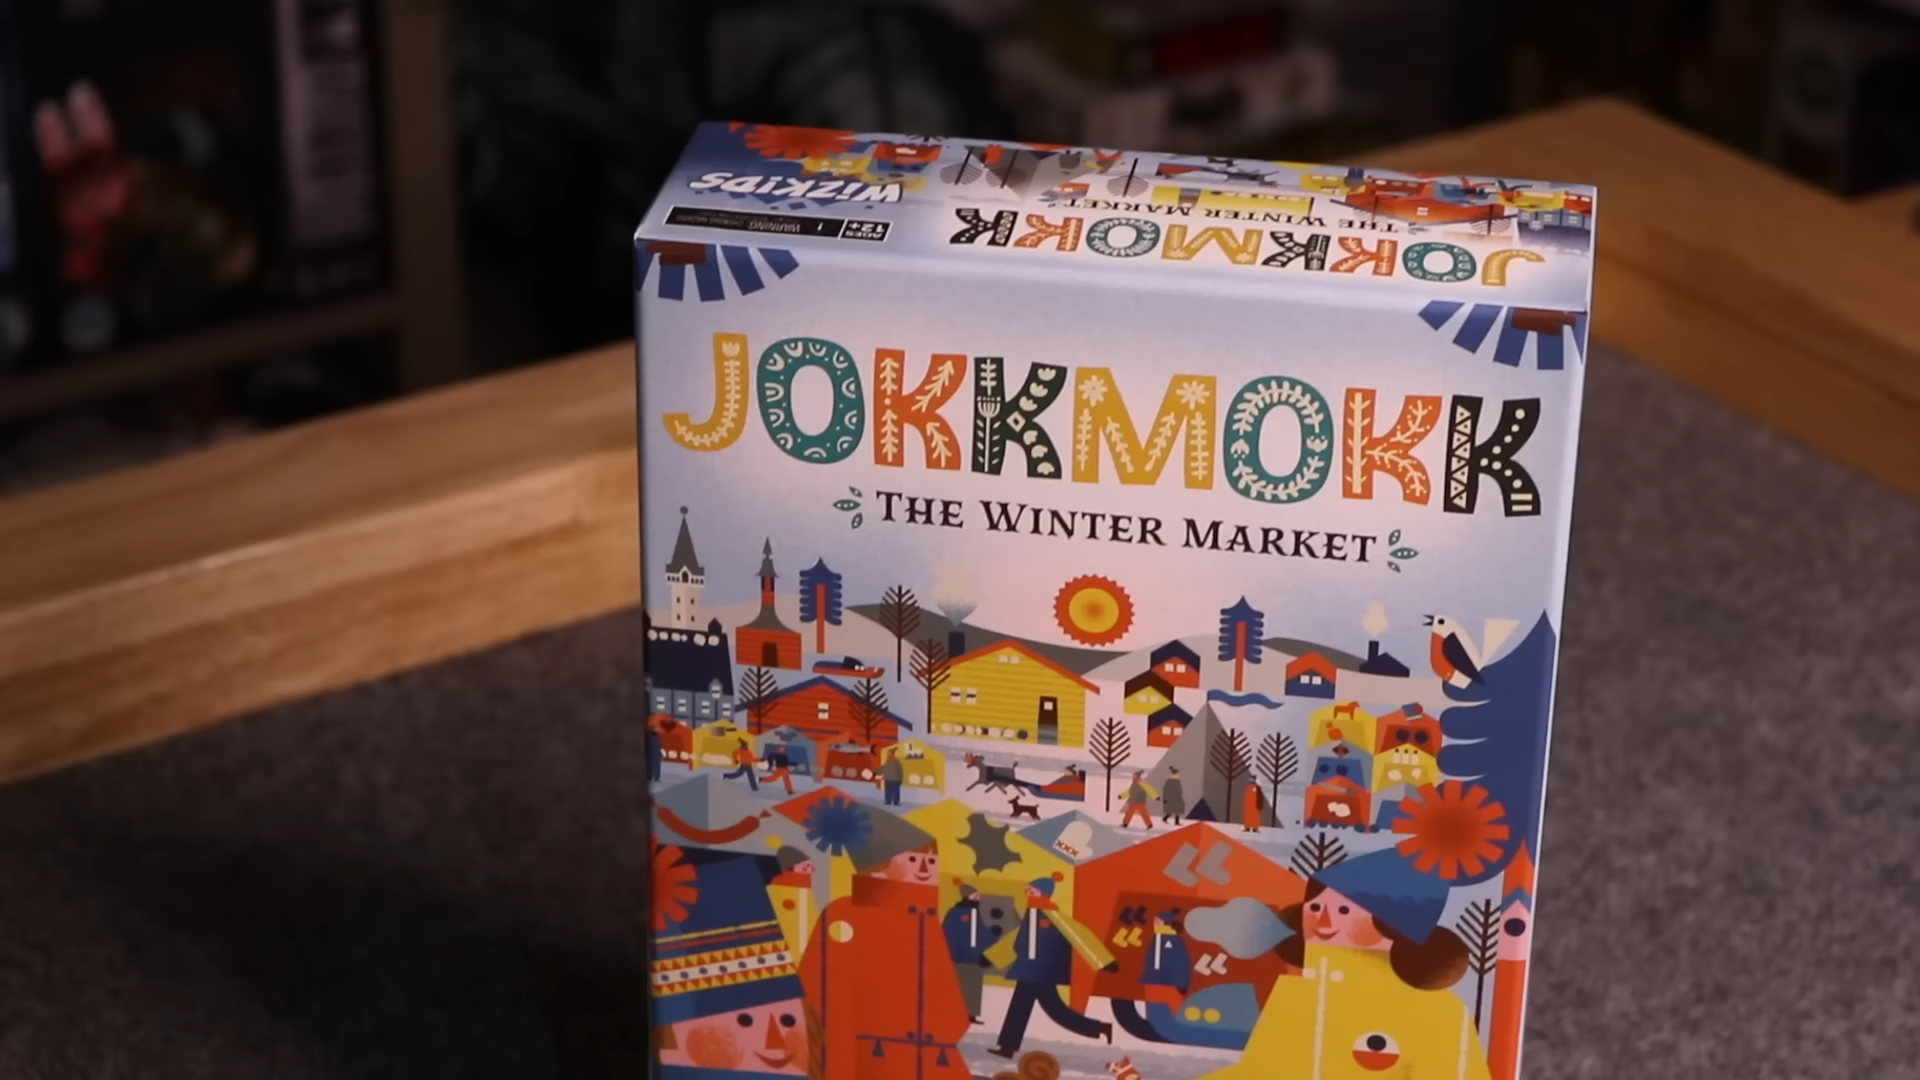 WIZKIDS
AGES
12+
WARNING:
THE WINTER MARKET
JOKKMOKK
JOKKMOKK
THE WINTER MARKET